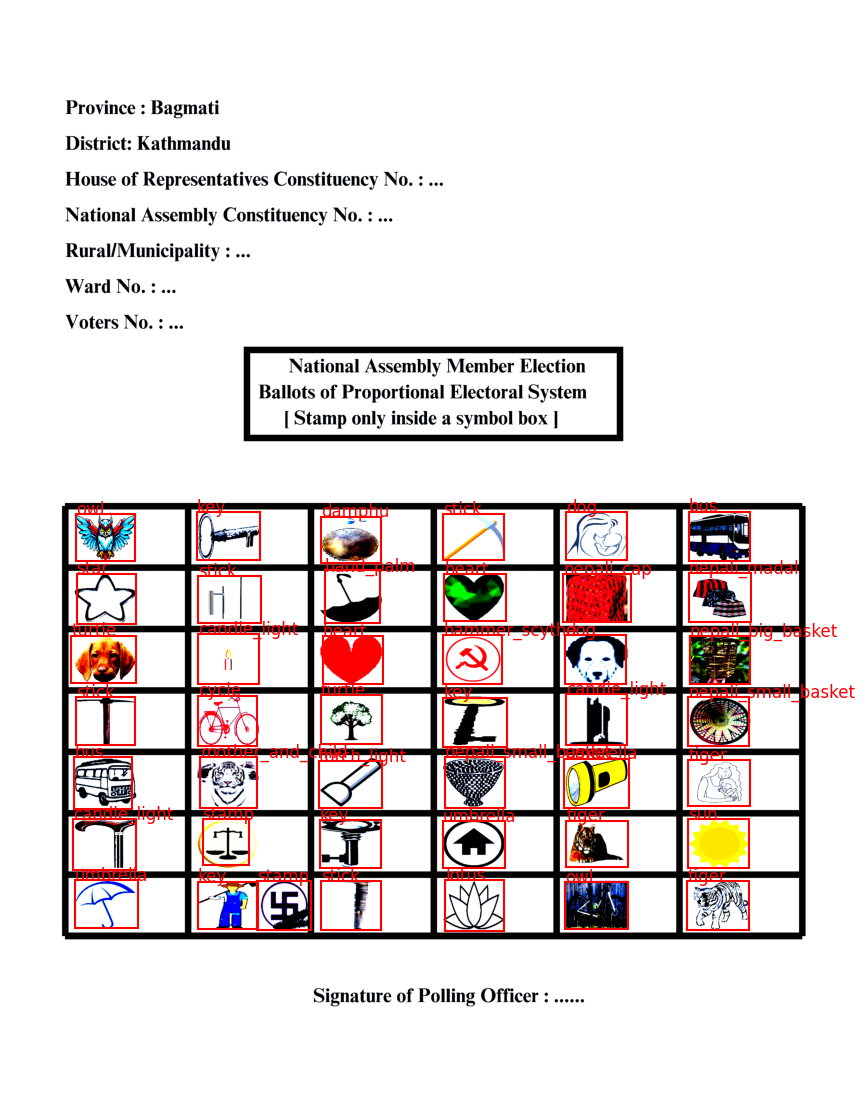 Province : Bagmati
District: Kathmandu
House of Representatives Constituency No. : ...
National Assembly Constituency No. : ...
Rural/Municipality : ...
Ward No. : ...
Voters No. : ...
National Assembly Member Election
Ballots of Proportional Electoral System
[ Stamp only inside a symbol box ]
owl key damphu stick dog bus
star stick hand_palm heart nepali_cap nepali_madal
turtle candle_light heart hammer_scythe dog nepali_big_basket
stick cycle turtle key candle_light nepali_small_basket
bus mother_and_child torch_light nepali_small_basket umbrella tiger
candle_light stamp key umbrella tiger sun
umbrella key stamp stick lotus owl tiger
Signature of Polling Officer : ......